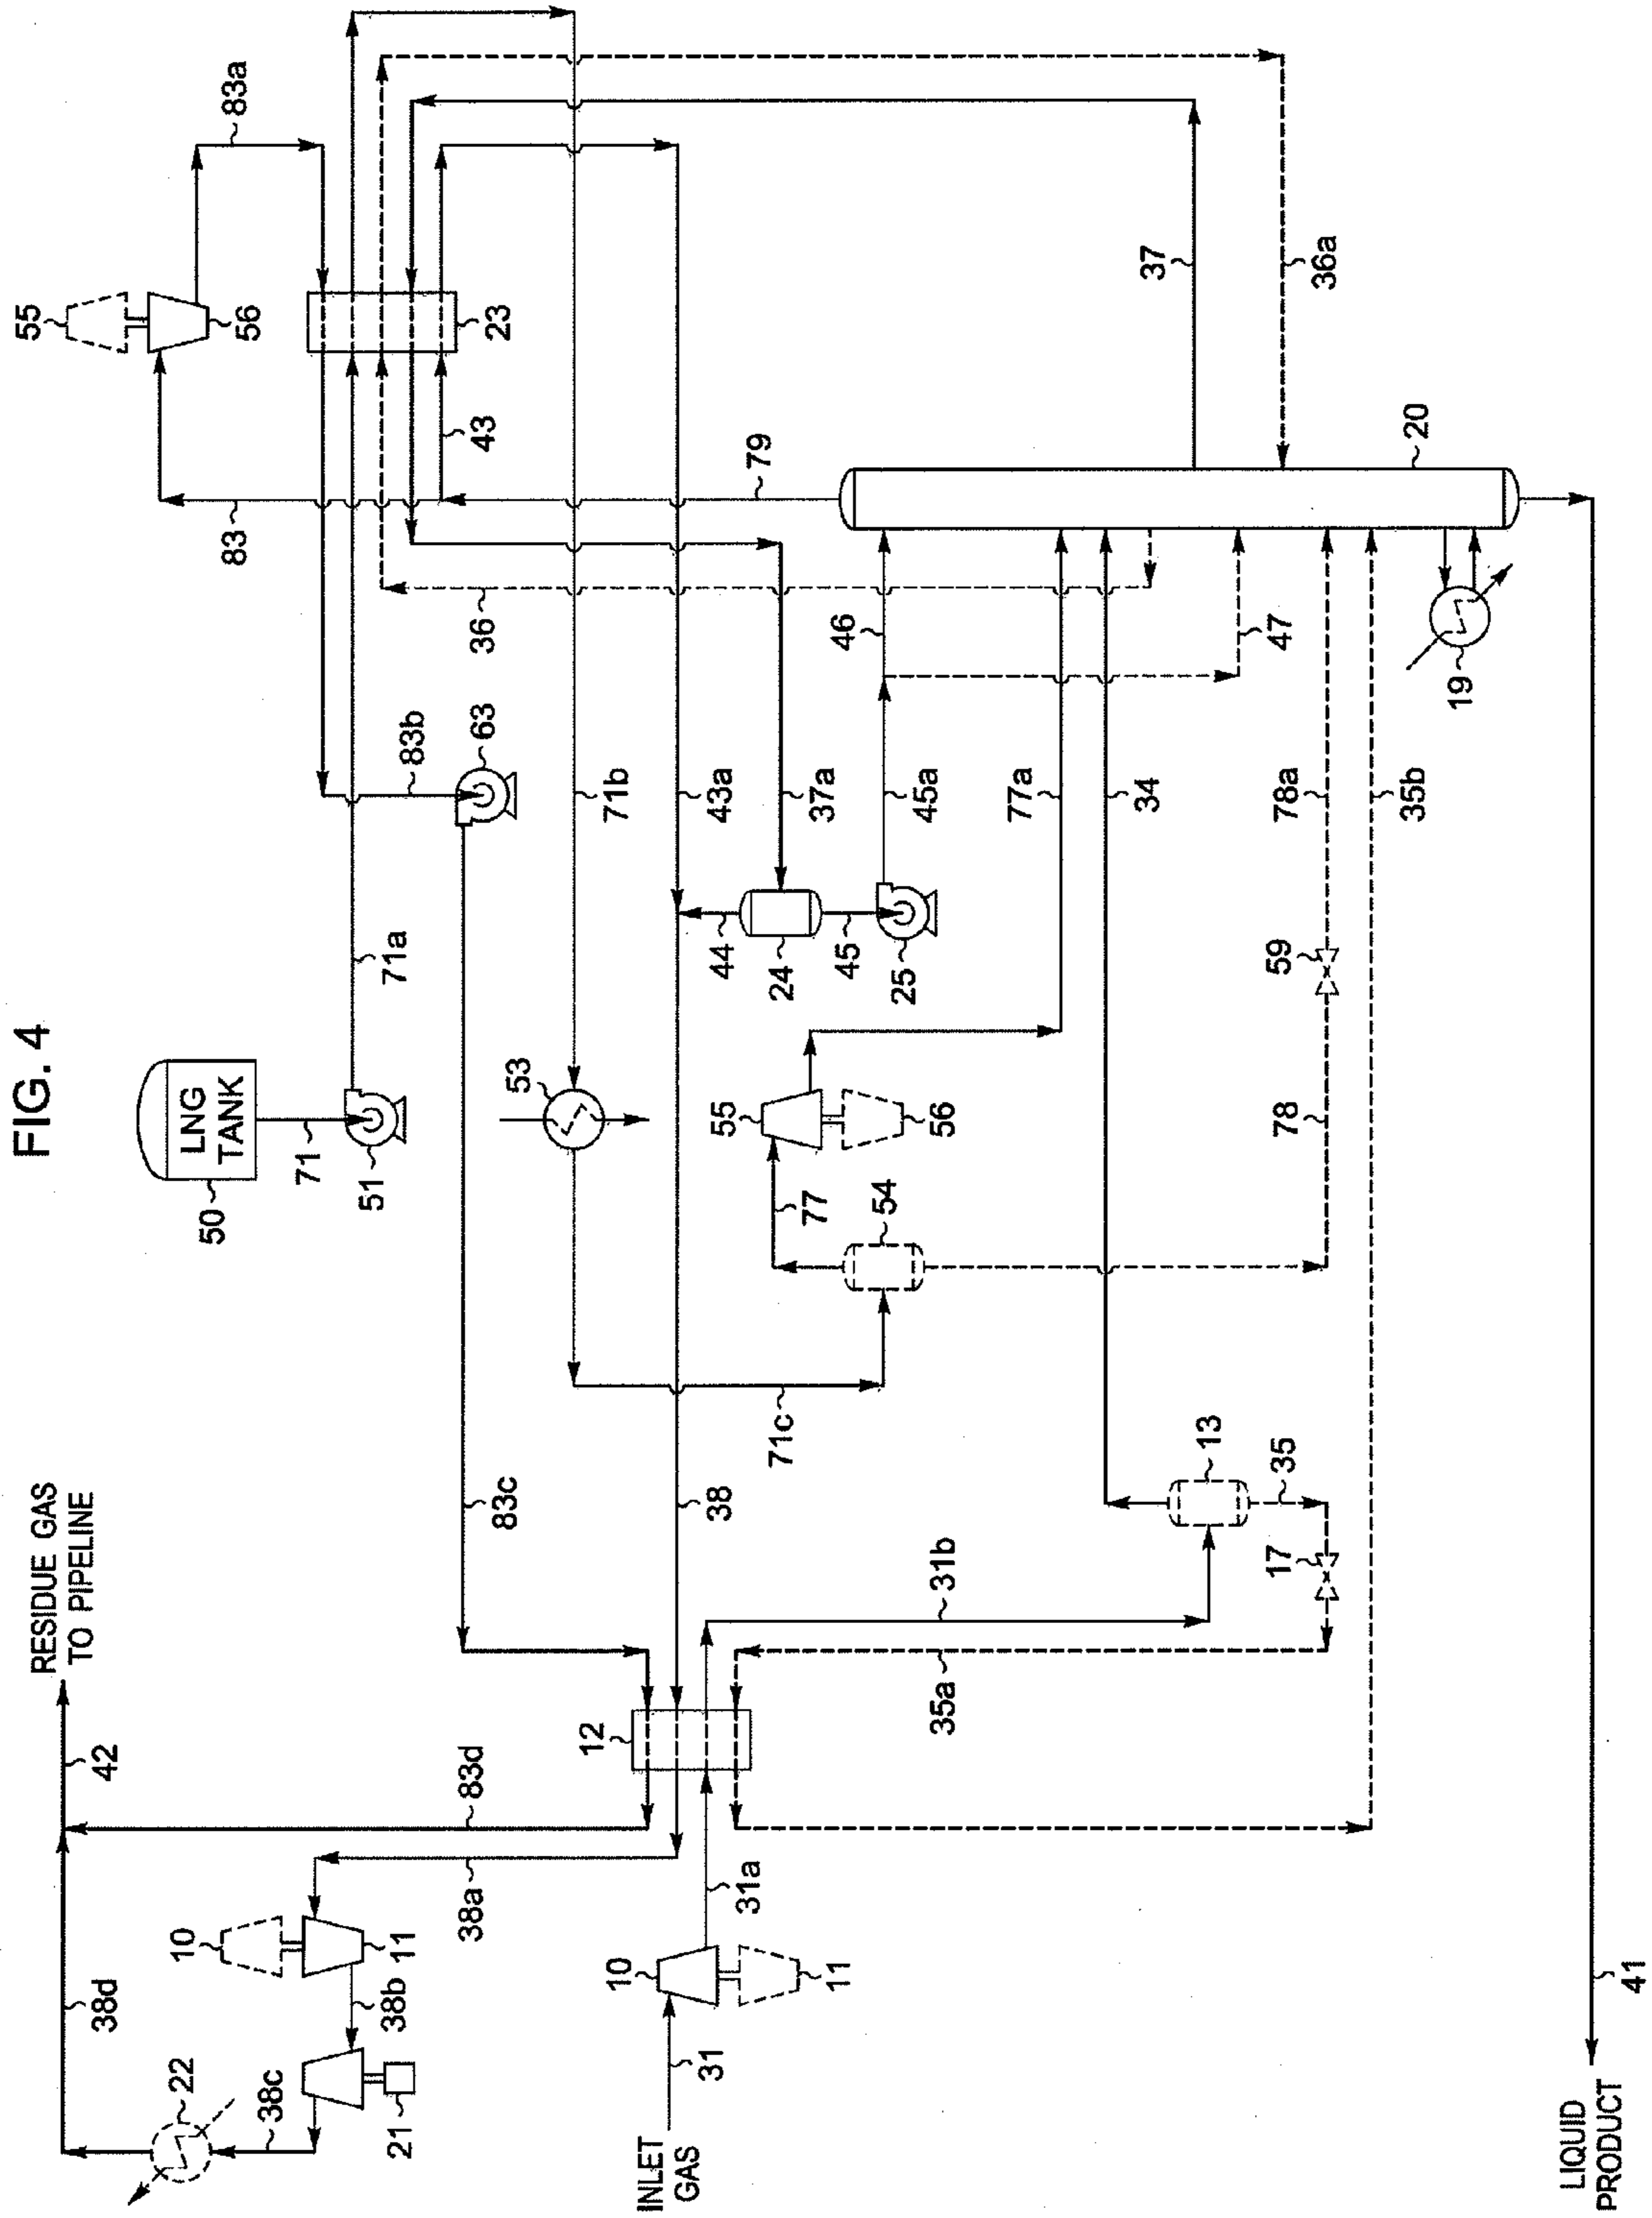 FIG. 4
RESIDUE GAS
TO PIPELINE
42
38d
22
38c
21
38b
10
11
38a
83d
INLET
GAS
31
10
11
31a
12
83c
35a
31b
17
35
13
34
38
71c
LNG
TANK
50
71
51
71a
53
71b
54
77
55
56
78
59
78a
35b
77a
44
24
45
25
43a
37a
45a
83b
63
46
47
36
83
43
79
55
56
83a
23
37
36a
20
19
41
LIQUID
PRODUCT